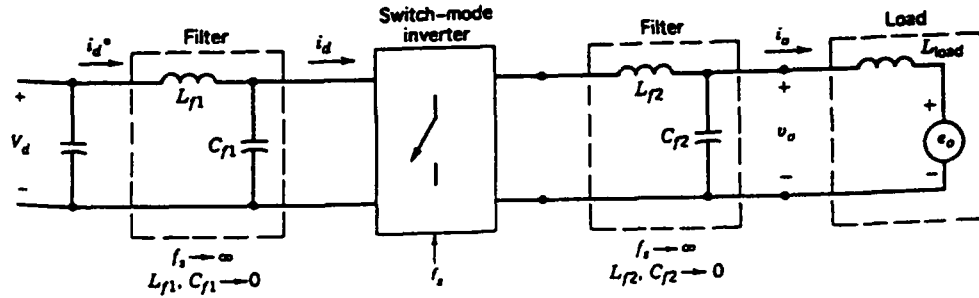 Switch-mode
inverter
Filter
Filter
Load
i_d*
i_d
i_o
L_load
L_f1
L_f2
+
+
+
V_d
C_f1
C_f2
v_o
e_o
−
−
−
f_s → ∞
L_f1, C_f1 → 0
f_s
f_s → ∞
L_f2, C_f2 → 0